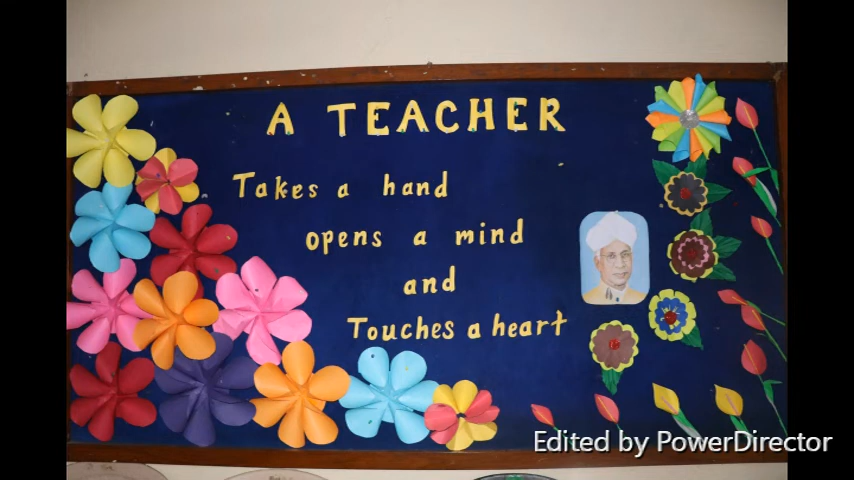 A TEACHER
Takes a hand
opens a mind
and
Touches a heart
Edited by PowerDirector